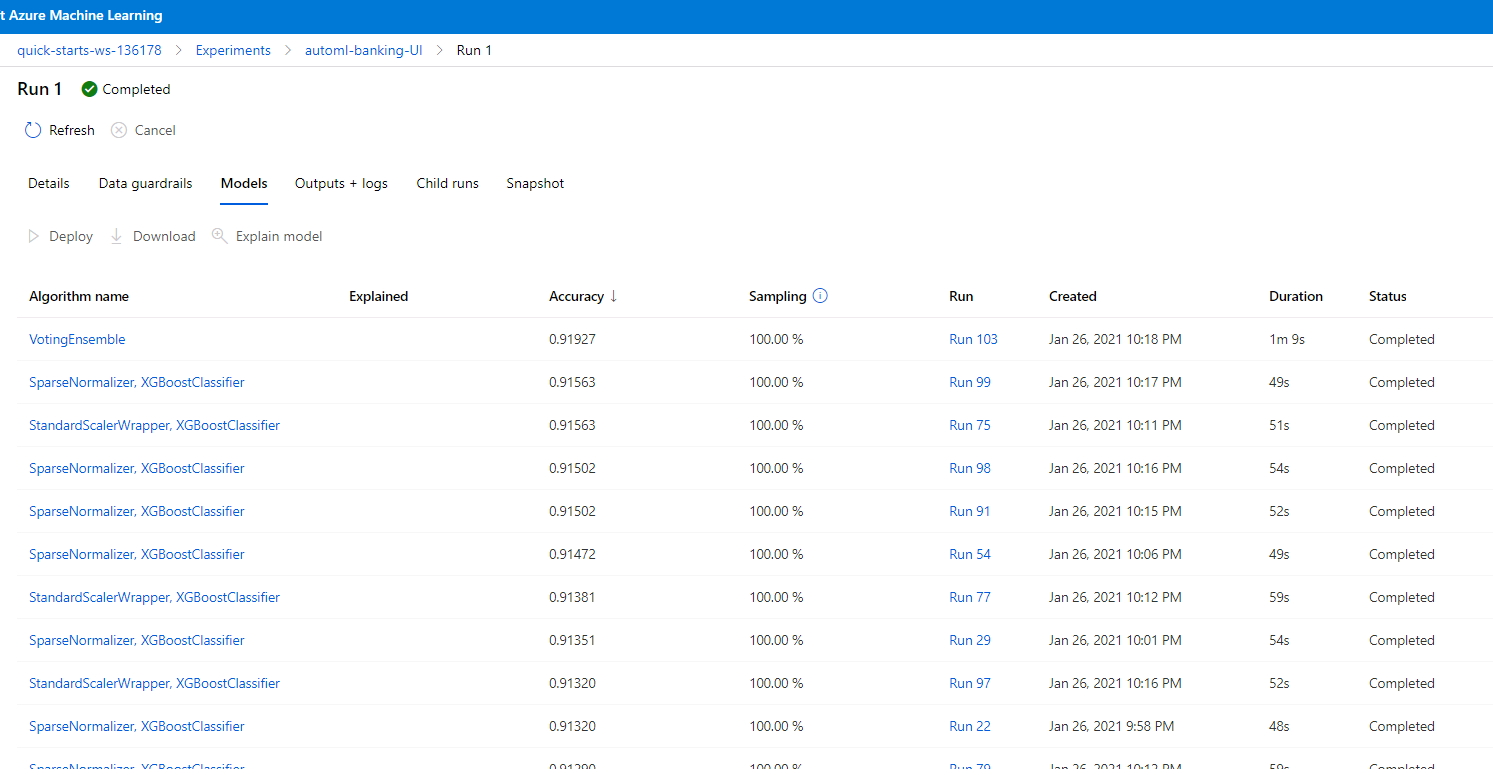 t Azure Machine Learning
quick-starts-ws-136178 > Experiments > automl-banking-UI > Run 1
Run 1 Completed
Refresh Cancel
Details Data guardrails Models Outputs + logs Child runs Snapshot
Deploy Download Explain model
Algorithm name Explained Accuracy ↓ Sampling Run Created Duration Status
VotingEnsemble 0.91927 100.00 % Run 103 Jan 26, 2021 10:18 PM 1m 9s Completed
SparseNormalizer, XGBoostClassifier 0.91563 100.00 % Run 99 Jan 26, 2021 10:17 PM 49s Completed
StandardScalerWrapper, XGBoostClassifier 0.91563 100.00 % Run 75 Jan 26, 2021 10:11 PM 51s Completed
SparseNormalizer, XGBoostClassifier 0.91502 100.00 % Run 98 Jan 26, 2021 10:16 PM 54s Completed
SparseNormalizer, XGBoostClassifier 0.91502 100.00 % Run 91 Jan 26, 2021 10:15 PM 52s Completed
SparseNormalizer, XGBoostClassifier 0.91472 100.00 % Run 54 Jan 26, 2021 10:06 PM 49s Completed
StandardScalerWrapper, XGBoostClassifier 0.91381 100.00 % Run 77 Jan 26, 2021 10:12 PM 59s Completed
SparseNormalizer, XGBoostClassifier 0.91351 100.00 % Run 29 Jan 26, 2021 10:01 PM 54s Completed
StandardScalerWrapper, XGBoostClassifier 0.91320 100.00 % Run 97 Jan 26, 2021 10:16 PM 52s Completed
SparseNormalizer, XGBoostClassifier 0.91320 100.00 % Run 22 Jan 26, 2021 9:58 PM 48s Completed
SparseNormalizer, XGBoostClassifier 100.00 % Run Jan 26, 2021 PM Completed